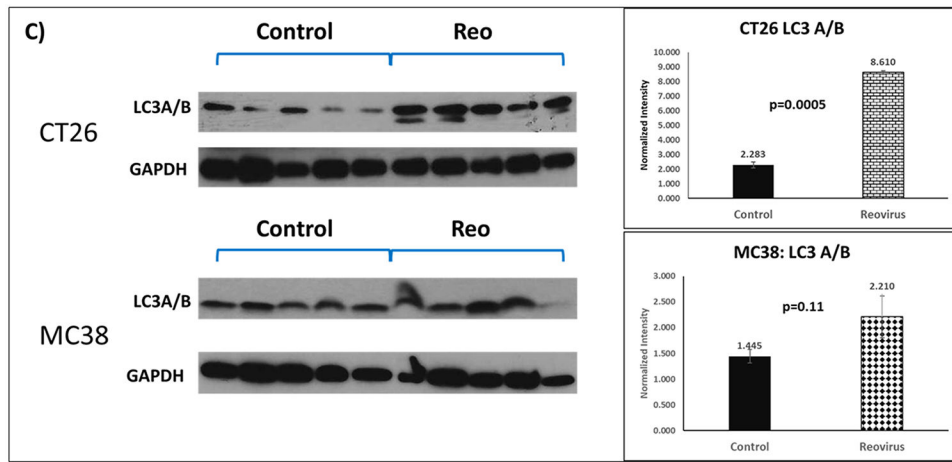 C)
Control Reo
CT26
LC3A/B
GAPDH
Control Reo
MC38
LC3A/B
GAPDH
CT26 LC3 A/B
Normalized Intensity
10.000
9.000
8.000
7.000
6.000
5.000
4.000
3.000
2.000
1.000
0.000
2.283
8.610
p=0.0005
Control Reovirus
MC38: LC3 A/B
Normalized Intensity
3.000
2.500
2.000
1.500
1.000
0.500
0.000
1.445
2.210
p=0.11
Control Reovirus